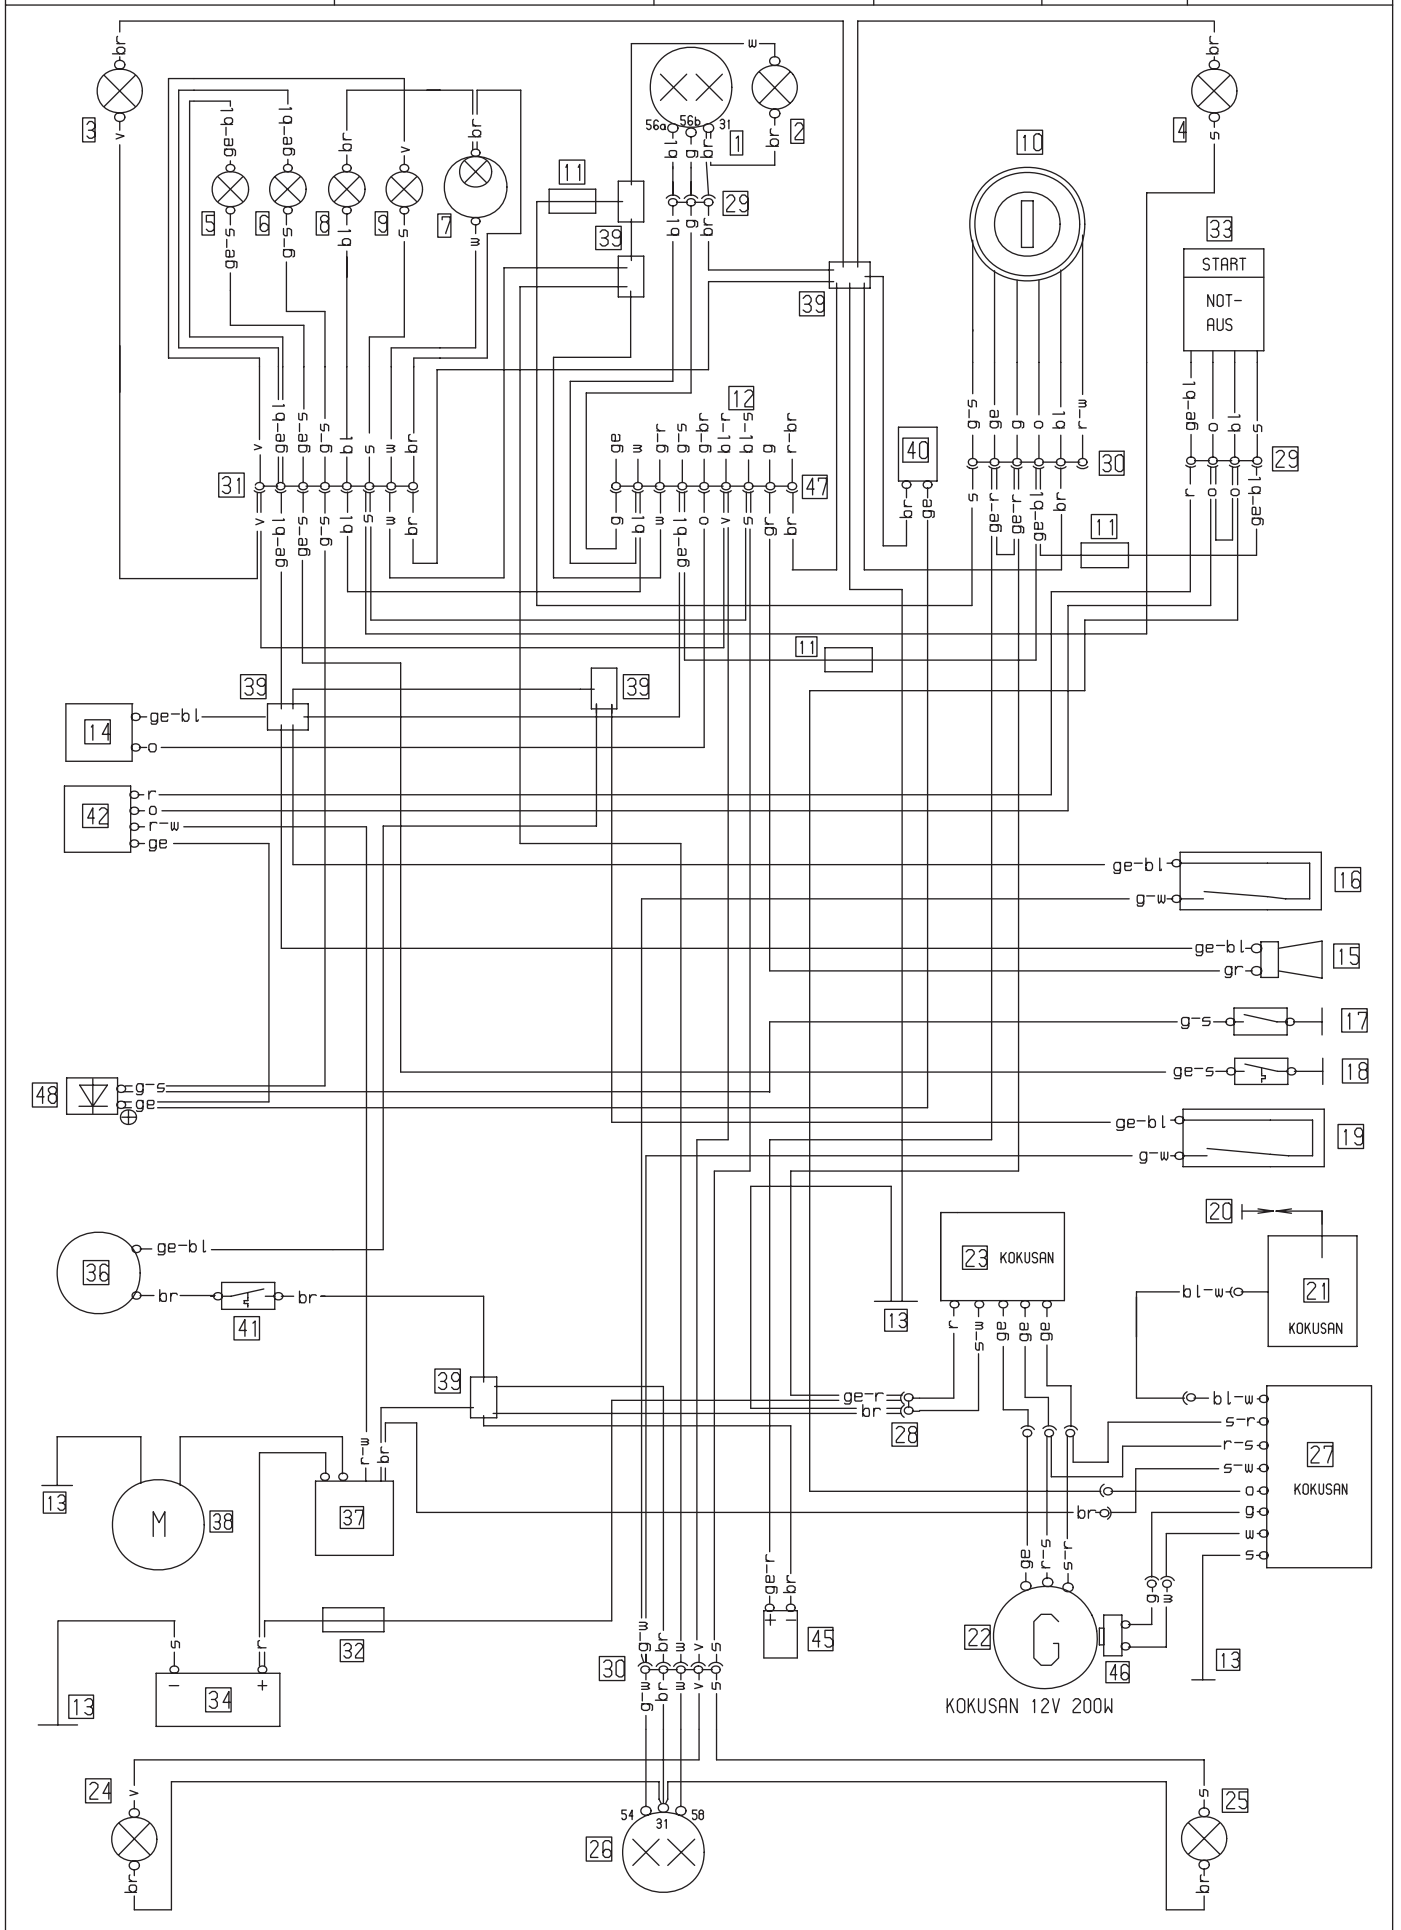 br
br
w
3
v
ge-bl
ge-bl
br
v
br
56a
56b
31
1
2
br
4
s
10
bl
g
br
11
29
33
5
6
8
9
7
ge-s
g-s
bl
s
w
bl
g
br
39
START
NOT-
AUS
39
12
v
ge-bl
ge-s
g-s
bl
s
w
br
ge
w
g-r
g-s
g-br
bl-r
bl-s
g
r-br
g-s
ge
g
o
bl
r-w
ge-bl
o
bl
s
40
30
29
31
47
v
ge-bl
ge-s
g-s
bl
s
w
br
g
bl
w
ge-bl
o
v
s
gr
br
br
ge
s
ge-r
ge-r
ge-bl
br
r
o
o
ge-bl
11
11
39
39
14
ge-bl
o
42
r
o
r-w
ge
ge-bl
g-w
16
ge-bl
gr
15
g-s
17
ge-s
18
48
g-s
ge
ge-bl
g-w
19
20
36
ge-bl
br
br
41
23
KOKUSAN
bl-w
21
KOKUSAN
13
r
w-s
ge
ge
ge
39
ge-r
br
28
bl-w
s-r
r-s
s-w
o
g
w
s
27
KOKUSAN
r-w
br
br
13
M
38
37
ge
r-s
s-r
ge-r
br
g
w
s
r
32
+
−
45
22
G
46
13
w-g
br
w
v
s
30
13
−
34
+
g-w
br
w
v
s
KOKUSAN 12V 200W
24
v
s
25
54
31
58
26
br
br